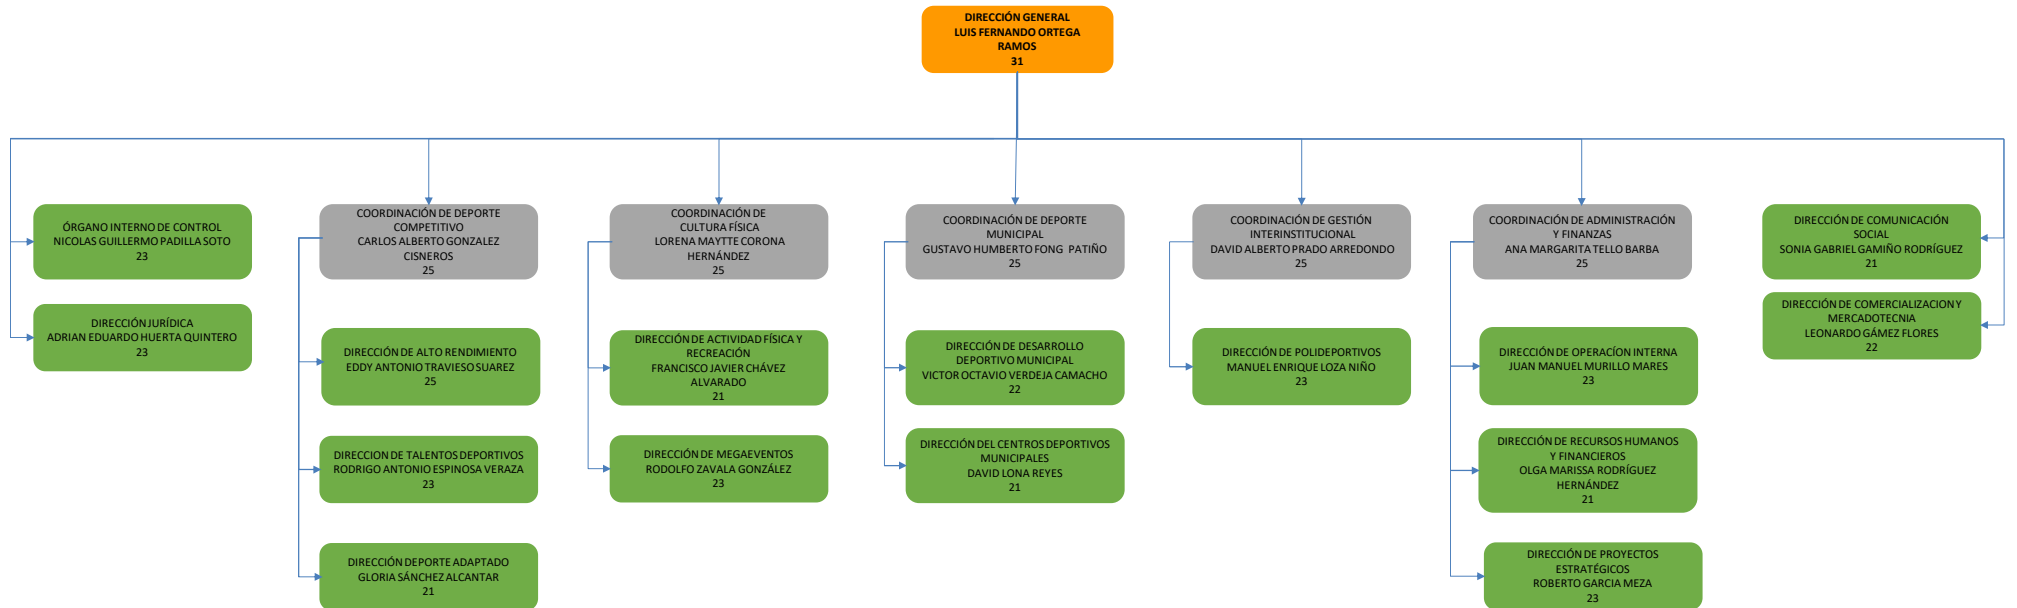 DIRECCIÓN GENERAL
LUIS FERNANDO ORTEGA
RAMOS
31
ÓRGANO INTERNO DE CONTROL
NICOLAS GUILLERMO PADILLA SOTO
23
DIRECCIÓN JURÍDICA
ADRIAN EDUARDO HUERTA QUINTERO
23
COORDINACIÓN DE DEPORTE
COMPETITIVO
CARLOS ALBERTO GONZALEZ
CISNEROS
25
DIRECCIÓN DE ALTO RENDIMIENTO
EDDY ANTONIO TRAVIESO SUAREZ
25
DIRECCION DE TALENTOS DEPORTIVOS
RODRIGO ANTONIO ESPINOSA VERAZA
23
DIRECCIÓN DEPORTE ADAPTADO
GLORIA SÁNCHEZ ALCANTAR
21
COORDINACIÓN DE
CULTURA FÍSICA
LORENA MAYTTE CORONA
HERNÁNDEZ
25
DIRECCIÓN DE ACTIVIDAD FÍSICA Y
RECREACIÓN
FRANCISCO JAVIER CHÁVEZ
ALVARADO
21
DIRECCIÓN DE MEGAEVENTOS
RODOLFO ZAVALA GONZÁLEZ
23
COORDINACIÓN DE DEPORTE
MUNICIPAL
GUSTAVO HUMBERTO FONG PATIÑO
25
DIRECCIÓN DE DESARROLLO
DEPORTIVO MUNICIPAL
VICTOR OCTAVIO VERDEJA CAMACHO
22
DIRECCIÓN DEL CENTROS DEPORTIVOS
MUNICIPALES
DAVID LONA REYES
21
COORDINACIÓN DE GESTIÓN
INTERINSTITUCIONAL
DAVID ALBERTO PRADO ARREDONDO
25
DIRECCIÓN DE POLIDEPORTIVOS
MANUEL ENRIQUE LOZA NIÑO
23
COORDINACIÓN DE ADMINISTRACIÓN
Y FINANZAS
ANA MARGARITA TELLO BARBA
25
DIRECCIÓN DE OPERACÍON INTERNA
JUAN MANUEL MURILLO MARES
23
DIRECCIÓN DE RECURSOS HUMANOS
Y FINANCIEROS
OLGA MARISSA RODRÍGUEZ
HERNÁNDEZ
21
DIRECCIÓN DE PROYECTOS
ESTRATÉGICOS
ROBERTO GARCIA MEZA
23
DIRECCIÓN DE COMUNICACIÓN
SOCIAL
SONIA GABRIEL GAMIÑO RODRÍGUEZ
21
DIRECCIÓN DE COMERCIALIZACION Y
MERCADOTECNIA
LEONARDO GÁMEZ FLORES
22